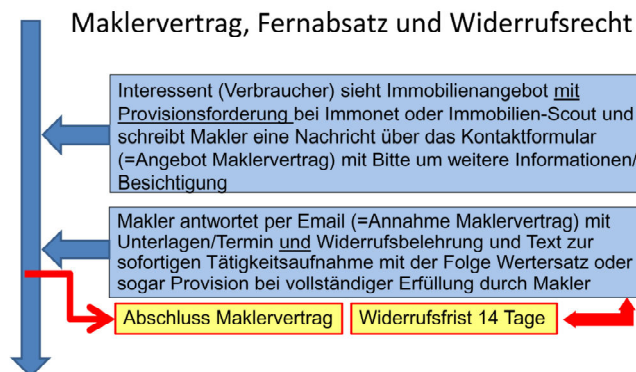 Maklervertrag, Fernabsatz und Widerrufsrecht
Interessent (Verbraucher) sieht Immobilienangebot mit
Provisionsforderung bei Immonet oder Immobilien-Scout und
schreibt Makler eine Nachricht über das Kontaktformular
(=Angebot Maklervertrag) mit Bitte um weitere Informationen/
Besichtigung
Makler antwortet per Email (=Annahme Maklervertrag) mit
Unterlagen/Termin und Widerrufsbelehrung und Text zur
sofortigen Tätigkeitsaufnahme mit der Folge Wertersatz oder
sogar Provision bei vollständiger Erfüllung durch Makler
Abschluss Maklervertrag
Widerrufsfrist 14 Tage